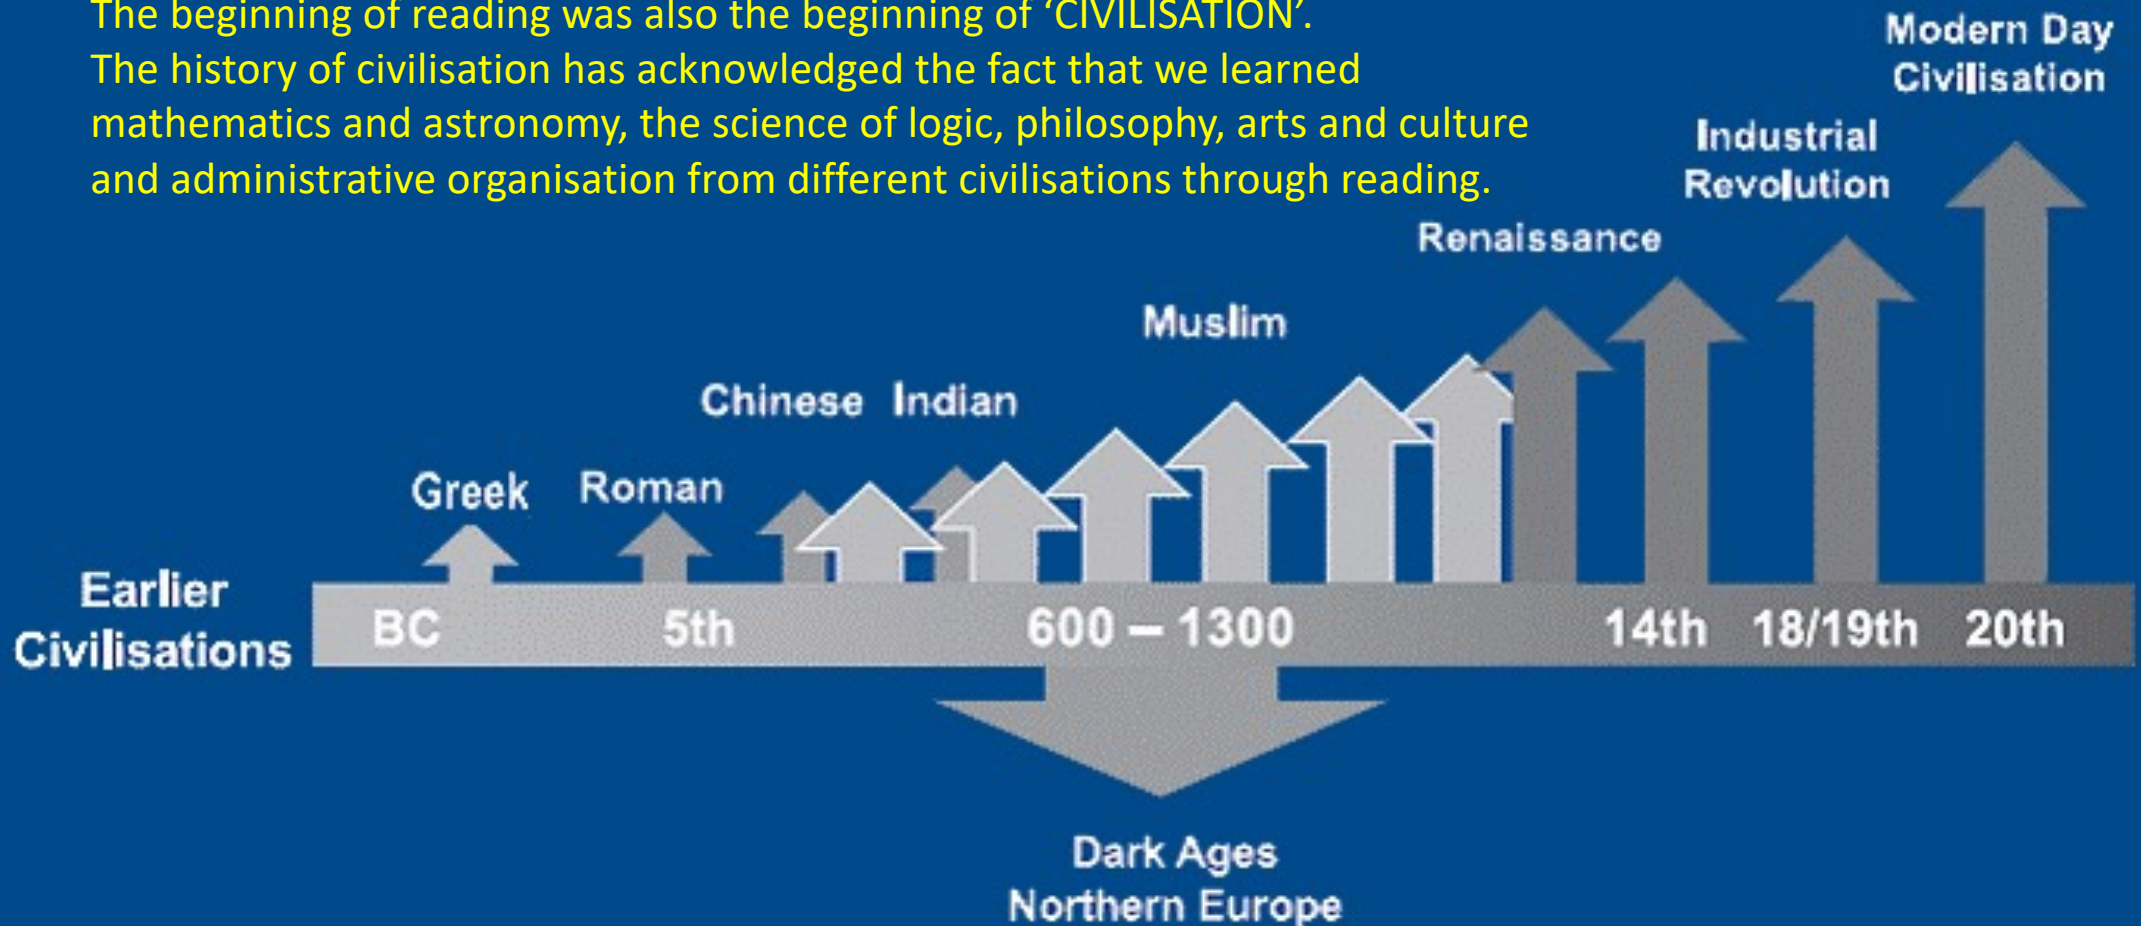 The beginning of reading was also the beginning of ‘CIVILISATION’.
The history of civilisation has acknowledged the fact that we learned
mathematics and astronomy, the science of logic, philosophy, arts and culture
and administrative organisation from different civilisations through reading.
Modern Day
Civilisation
Industrial
Revolution
Renaissance
Muslim
Chinese Indian
Greek Roman
Earlier
Civilisations
BC 5th 600 – 1300 14th 18/19th 20th
Dark Ages
Northern Europe